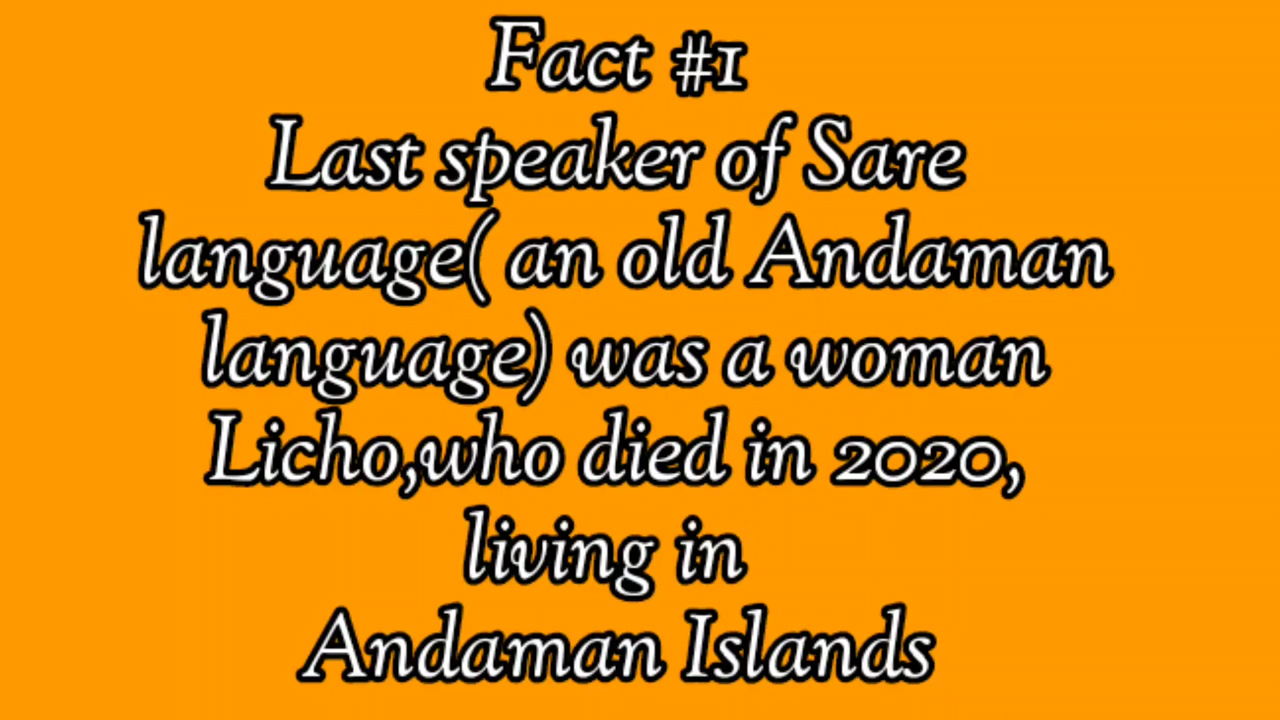 Fact #1
Last speaker of Sare
language( an old Andaman
language) was a woman
Licho,who died in 2020,
living in
Andaman Islands